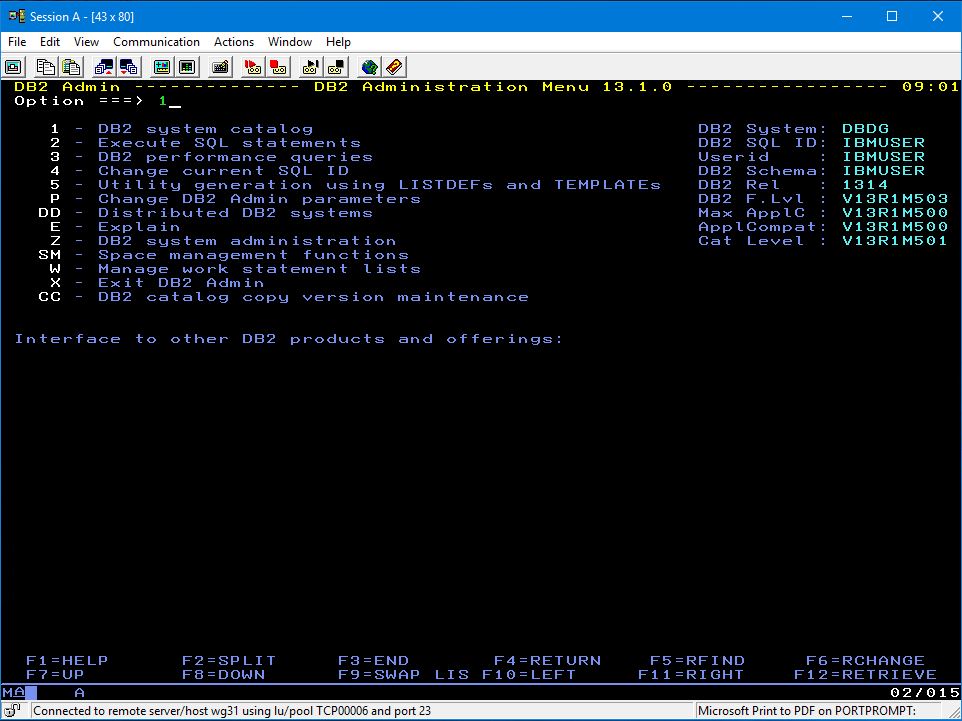 Session A - [43 x 80]
File Edit View Communication Actions Window Help
DB2 Admin -------------- DB2 Administration Menu 13.1.0 ----------------- 09:01
Option ===> 1_
1 - DB2 system catalog DB2 System: DBDG
2 - Execute SQL statements DB2 SQL ID: IBMUSER
3 - DB2 performance queries Userid : IBMUSER
4 - Change current SQL ID DB2 Schema: IBMUSER
5 - Utility generation using LISTDEFs and TEMPLATEs DB2 Rel : 1314
P - Change DB2 Admin parameters DB2 F.Lvl : V13R1M503
DD - Distributed DB2 systems Max ApplC : V13R1M500
E - Explain ApplCompat: V13R1M500
Z - DB2 system administration Cat Level : V13R1M501
SM - Space management functions
W - Manage work statement lists
X - Exit DB2 Admin
CC - DB2 catalog copy version maintenance
Interface to other DB2 products and offerings:
F1=HELP F2=SPLIT F3=END F4=RETURN F5=RFIND F6=RCHANGE
F7=UP F8=DOWN F9=SWAP LIS F10=LEFT F11=RIGHT F12=RETRIEVE
MA A 02/015
Connected to remote server/host wg31 using lu/pool TCP00006 and port 23 Microsoft Print to PDF on PORTPROMPT: